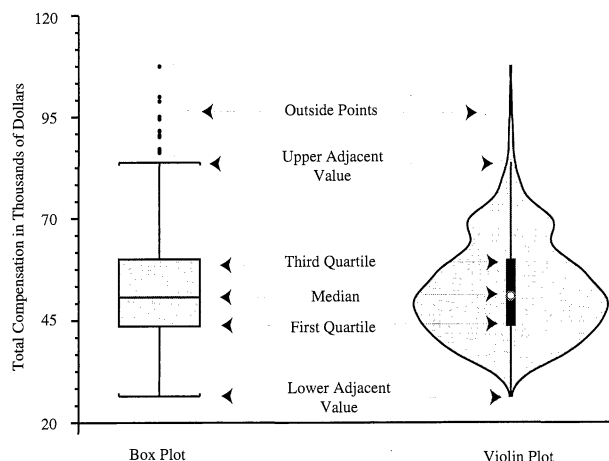 120
95
70
45
20
Total Compensation in Thousands of Dollars
Outside Points
Upper Adjacent
Value
Third Quartile
Median
First Quartile
Lower Adjacent
Value
Box Plot
Violin Plot